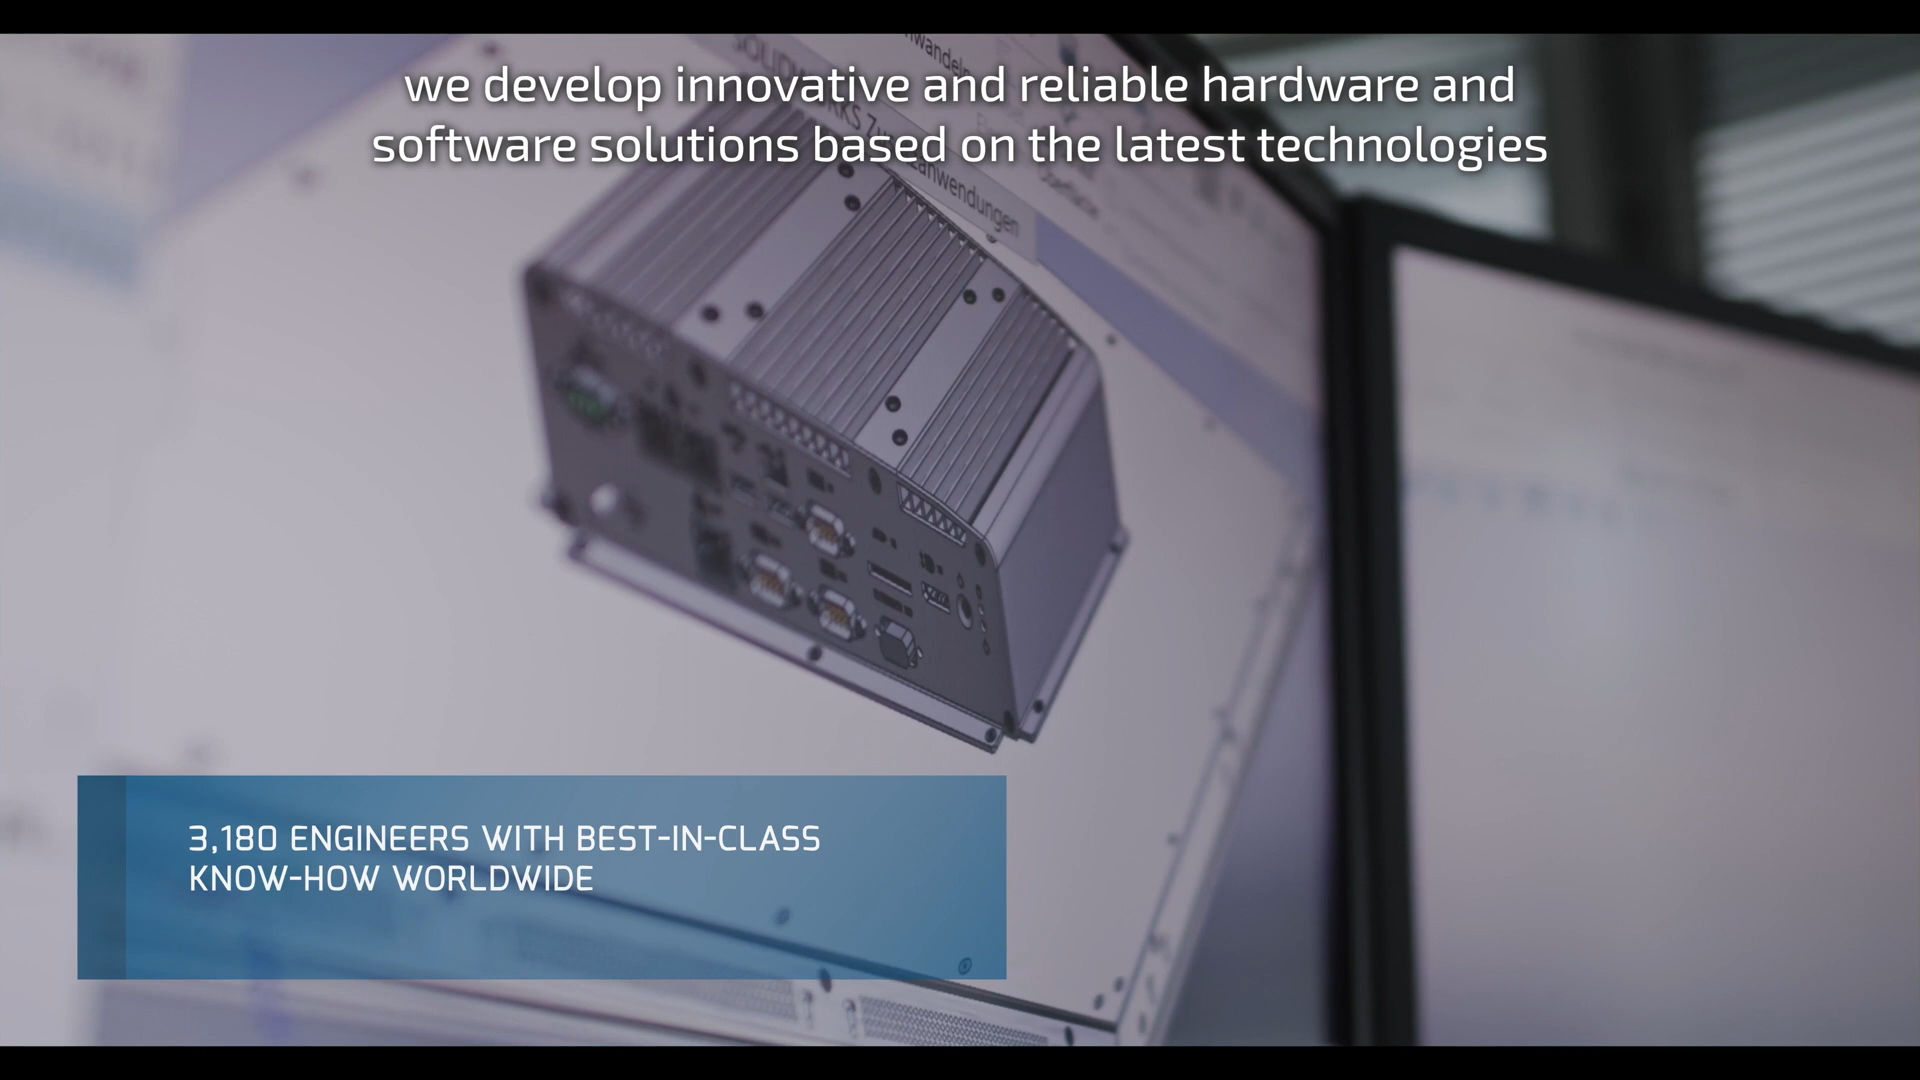 we develop innovative and reliable hardware and
software solutions based on the latest technologies
3,180 ENGINEERS WITH BEST-IN-CLASS
KNOW-HOW WORLDWIDE